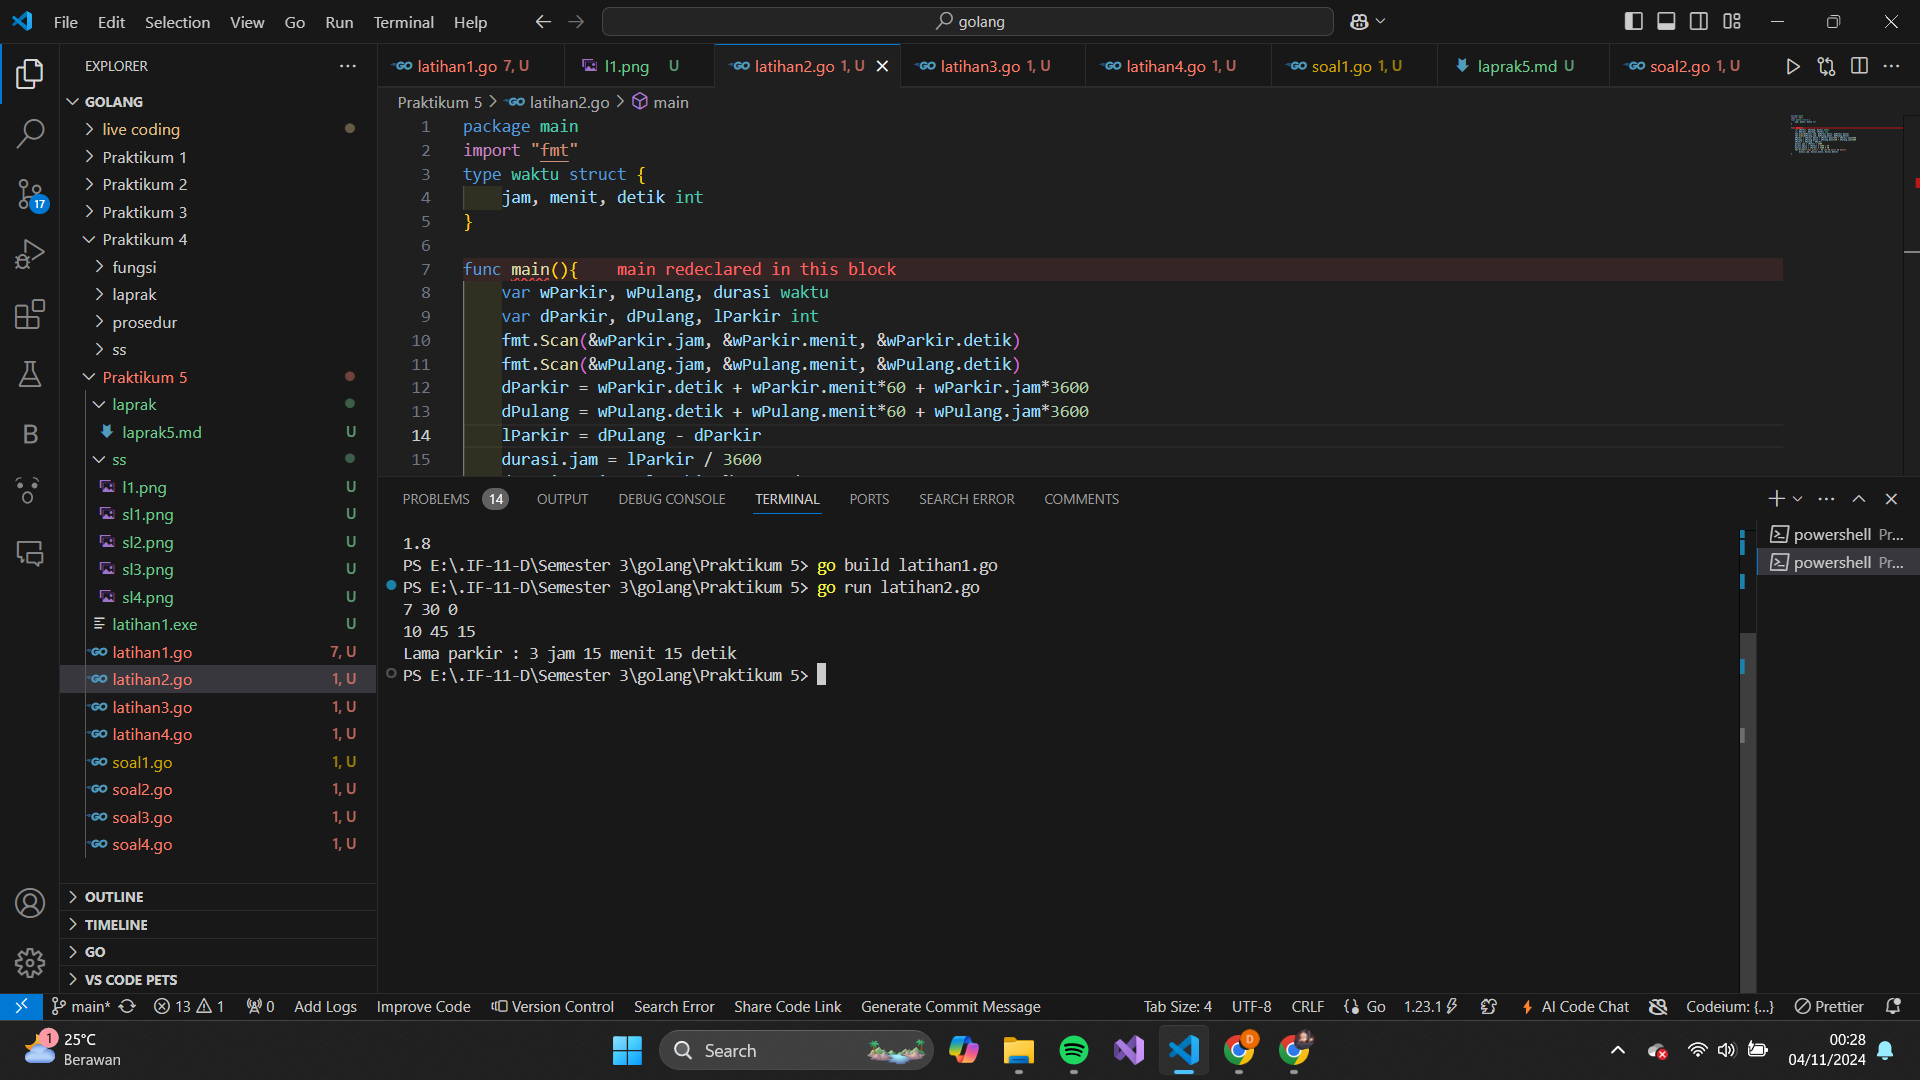 File Edit Selection View Go Run Terminal Help
golang
EXPLORER
GOLANG
live coding
Praktikum 1
Praktikum 2
Praktikum 3
Praktikum 4
fungsi
laprak
prosedur
ss
Praktikum 5
laprak
laprak5.md U
ss
l1.png U
sl1.png U
sl2.png U
sl3.png U
sl4.png U
latihan1.exe U
latihan1.go 7, U
latihan2.go 1, U
latihan3.go 1, U
latihan4.go 1, U
soal1.go 1, U
soal2.go 1, U
soal3.go 1, U
soal4.go 1, U
OUTLINE
TIMELINE
GO
VS CODE PETS
17
latihan1.go 7, U l1.png U latihan2.go 1, U latihan3.go 1, U latihan4.go 1, U soal1.go 1, U laprak5.md U soal2.go 1, U
Praktikum 5 > latihan2.go > main
1 package main
2 import "fmt"
3 type waktu struct {
4 jam, menit, detik int
5 }
6
7 func main(){ main redeclared in this block
8 var wParkir, wPulang, durasi waktu
9 var dParkir, dPulang, lParkir int
10 fmt.Scan(&wParkir.jam, &wParkir.menit, &wParkir.detik)
11 fmt.Scan(&wPulang.jam, &wPulang.menit, &wPulang.detik)
12 dParkir = wParkir.detik + wParkir.menit*60 + wParkir.jam*3600
13 dPulang = wPulang.detik + wPulang.menit*60 + wPulang.jam*3600
14 lParkir = dPulang - dParkir
15 durasi.jam = lParkir / 3600
PROBLEMS 14 OUTPUT DEBUG CONSOLE TERMINAL PORTS SEARCH ERROR COMMENTS
1.8
PS E:\.IF-11-D\Semester 3\golang\Praktikum 5> go build latihan1.go
PS E:\.IF-11-D\Semester 3\golang\Praktikum 5> go run latihan2.go
7 30 0
10 45 15
Lama parkir : 3 jam 15 menit 15 detik
PS E:\.IF-11-D\Semester 3\golang\Praktikum 5>
powershell Pr...
powershell Pr...
main* 13 1 0 Add Logs Improve Code Version Control Search Error Share Code Link Generate Commit Message Tab Size: 4 UTF-8 CRLF Go 1.23.1 AI Code Chat Codeium: {...} Prettier
1
25°C
Berawan
Search
D
00:28
04/11/2024